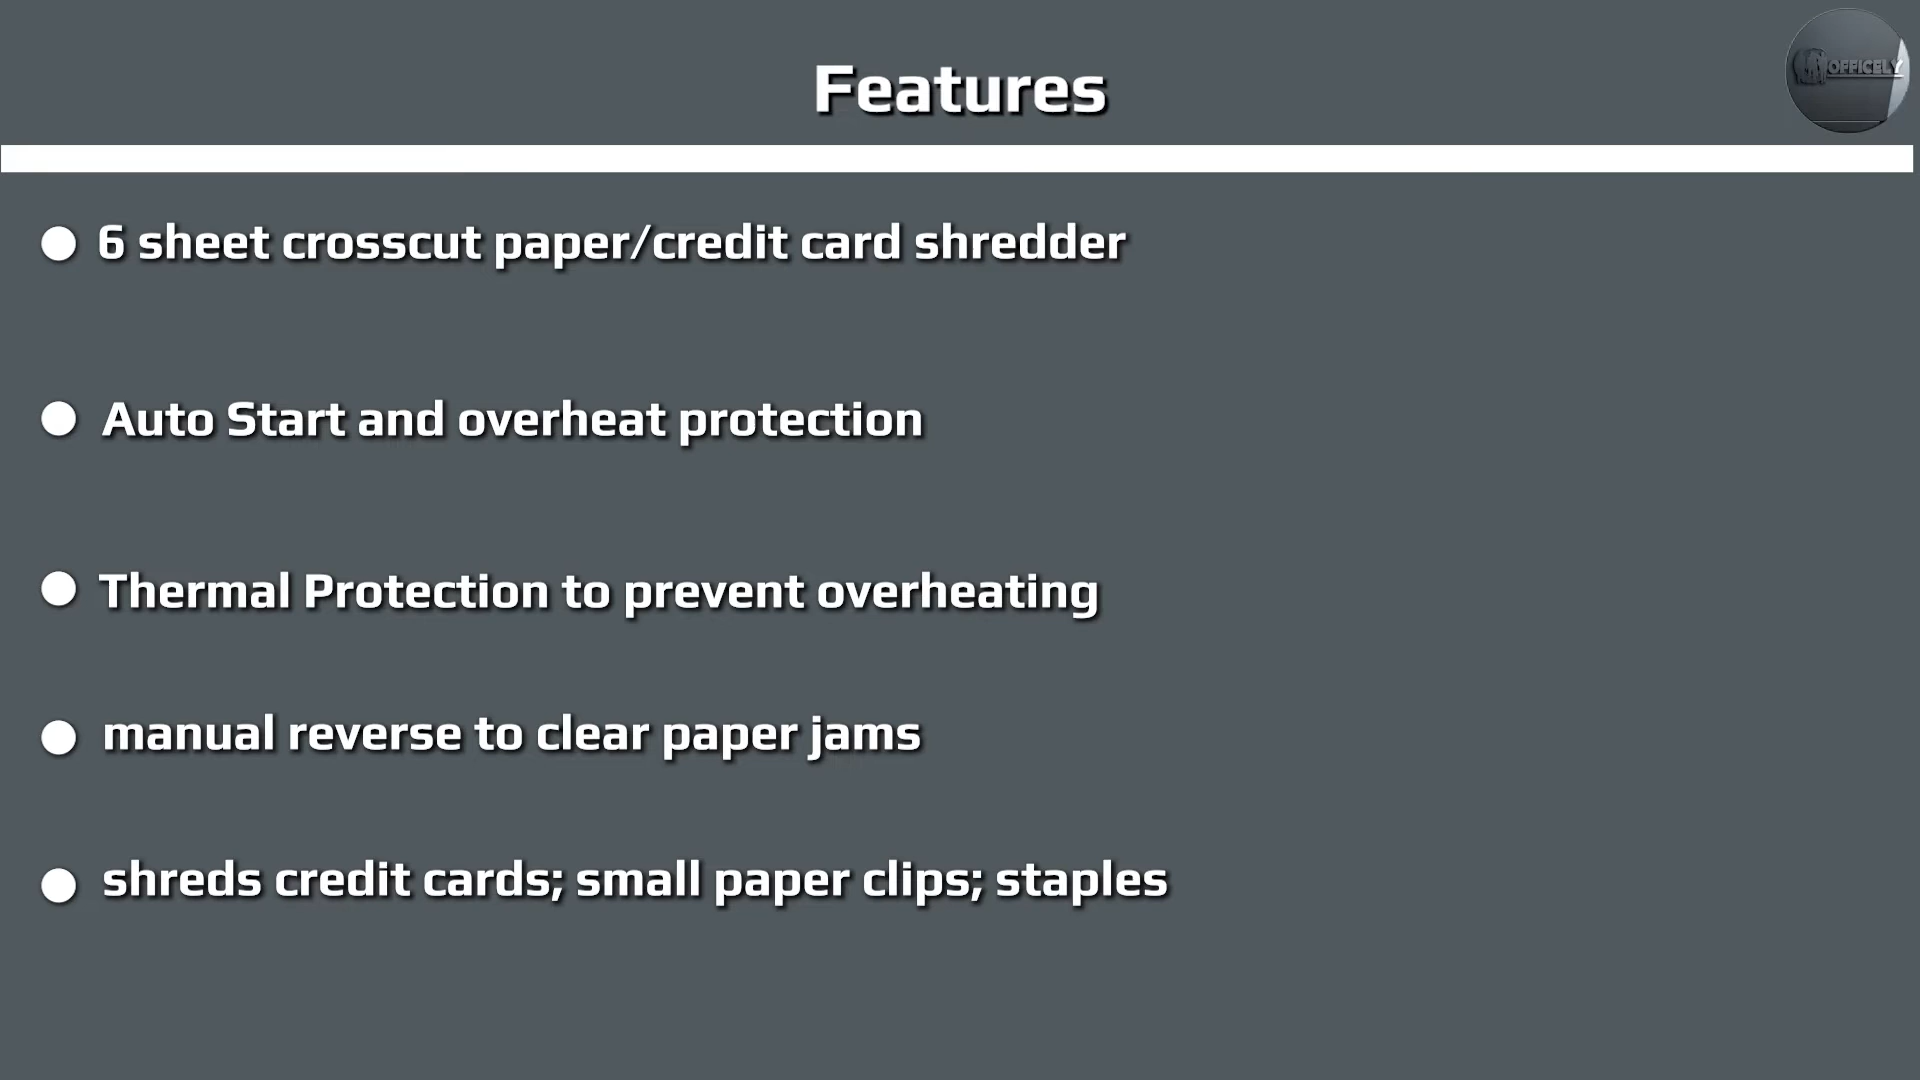 Features
OFFICELY
6 sheet crosscut paper/credit card shredder
Auto Start and overheat protection
Thermal Protection to prevent overheating
manual reverse to clear paper jams
shreds credit cards; small paper clips; staples